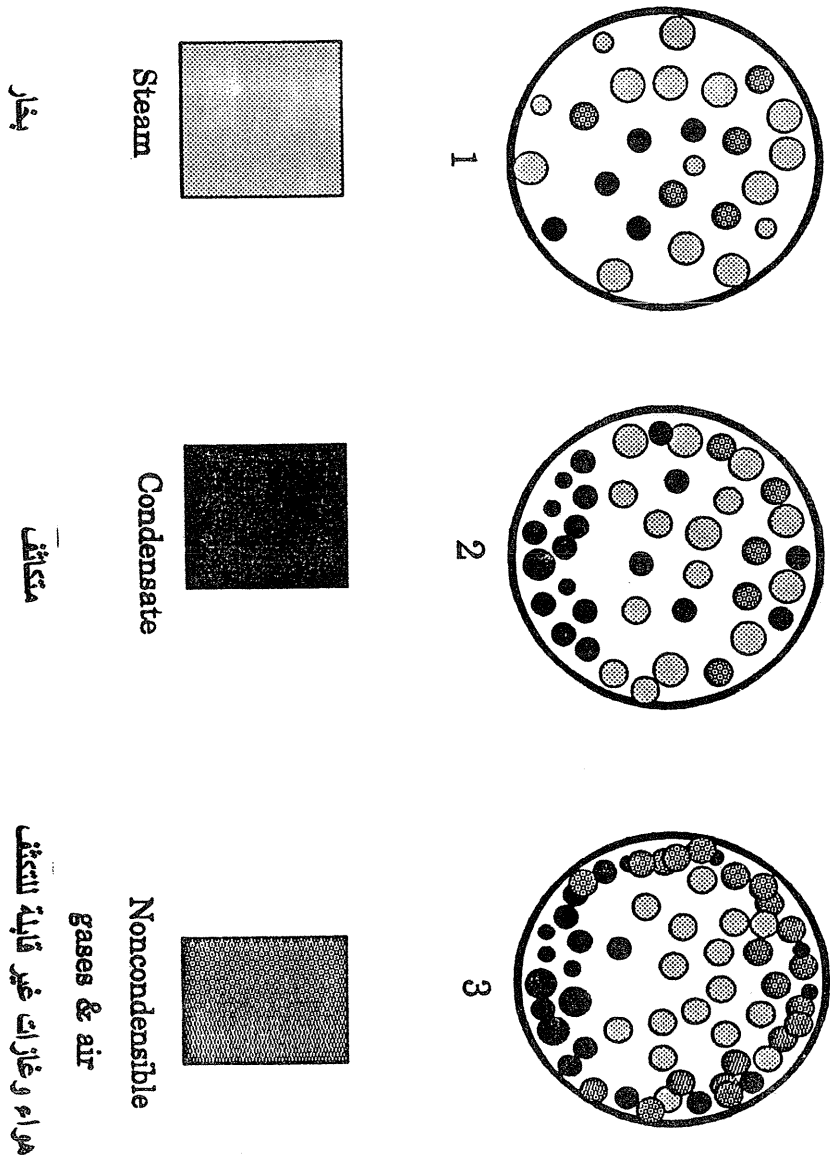 1
2
3
Steam
بخار
Condensate
متكاثف
Noncondensible
gases & air
هواء وغازات غير قابلة للتكثف